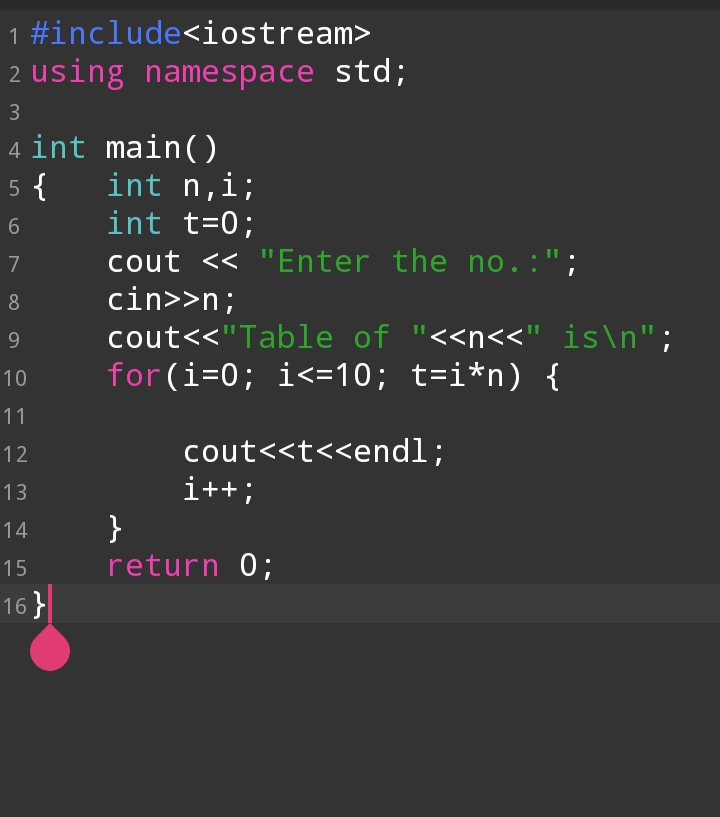 1 #include<iostream>
2 using namespace std;
3
4 int main()
5 {    int n,i;
6     int t=0;
7     cout << "Enter the no.:";
8     cin>>n;
9     cout<<"Table of "<<n<<" is\n";
10     for(i=0; i<=10; t=i*n) {
11
12         cout<<t<<endl;
13         i++;
14     }
15     return 0;
16 }